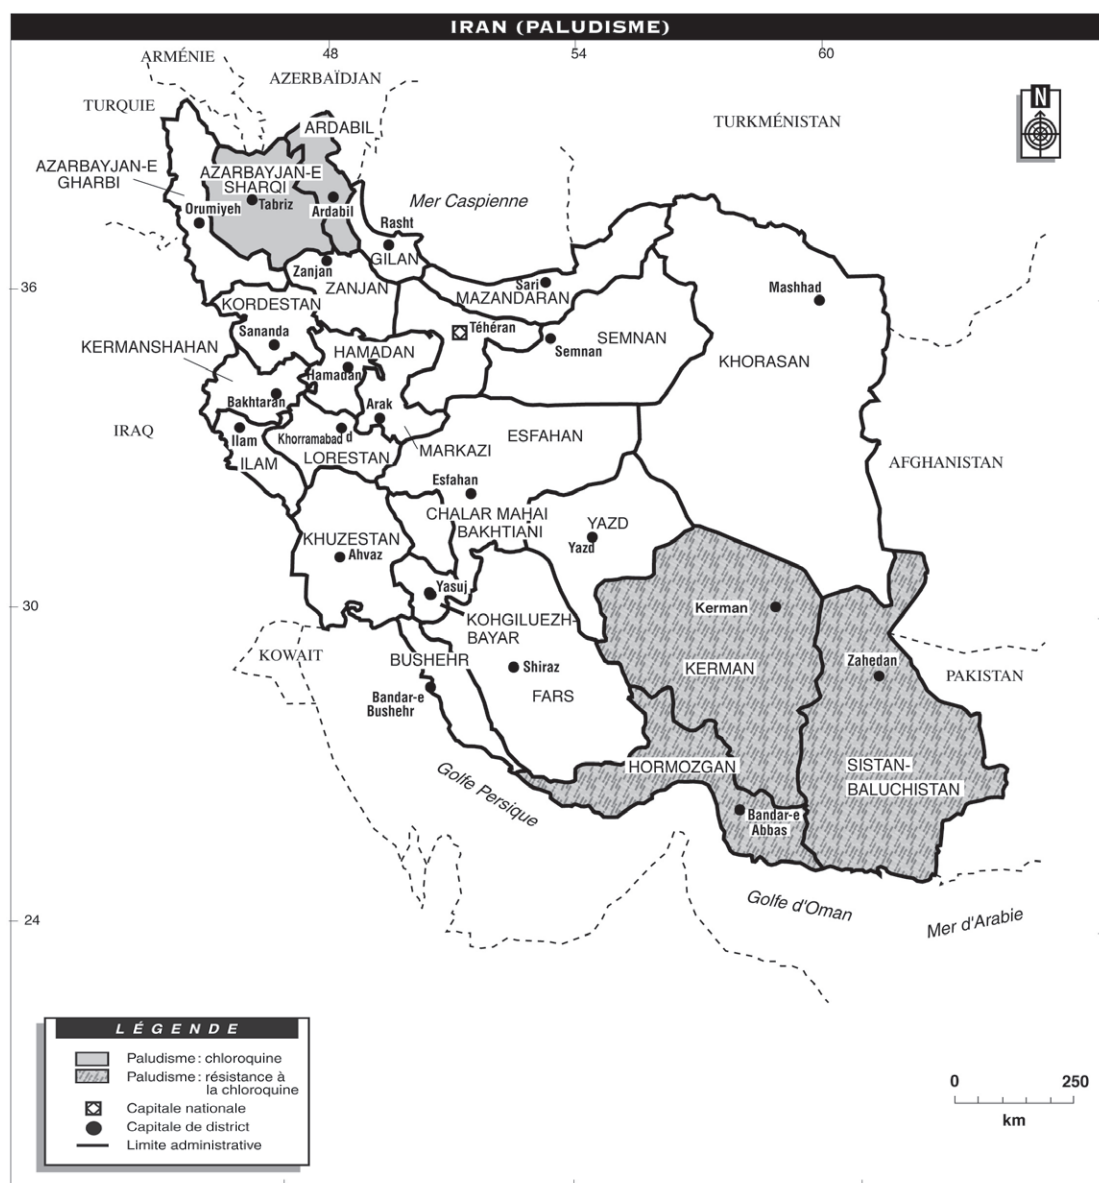 IRAN (PALUDISME)
48
54
60
ARMÉNIE
AZERBAÏDJAN
TURQUIE
TURKMÉNISTAN
N
ARDABIL
AZARBAYJAN-E
GHARBI
AZARBAYJAN-E
SHARQI
Tabriz
Orumiyeh
Ardabil
Mer Caspienne
Rasht
GILAN
Zanjan
ZANJAN
36
Sari
MAZANDARAN
Mashhad
KORDESTAN
Sananda
Téhéran
Semnan
SEMNAN
KERMANSHAHAN
HAMADAN
Hamadan
KHORASAN
Bakhtaran
Arak
IRAQ
Ilam
ILAM
Khorramabad d
LORESTAN
MARKAZI
ESFAHAN
AFGHANISTAN
Esfahan
CHALAR MAHAI
BAKHTIANI
YAZD
Yazd
KHUZESTAN
Ahvaz
Yasuj
30
KOHGILUEZH-
BAYAR
Kerman
KERMAN
KOWAIT
BUSHEHR
Bandar-e
Bushehr
Shiraz
FARS
Zahedan
PAKISTAN
HORMOZGAN
SISTAN-
BALUCHISTAN
Golfe Persique
Bandar-e
Abbas
24
Golfe d'Oman
Mer d'Arabie
LÉGENDE
Paludisme : chloroquine
Paludisme : résistance à
la chloroquine
Capitale nationale
Capitale de district
Limite administrative
0
250
km